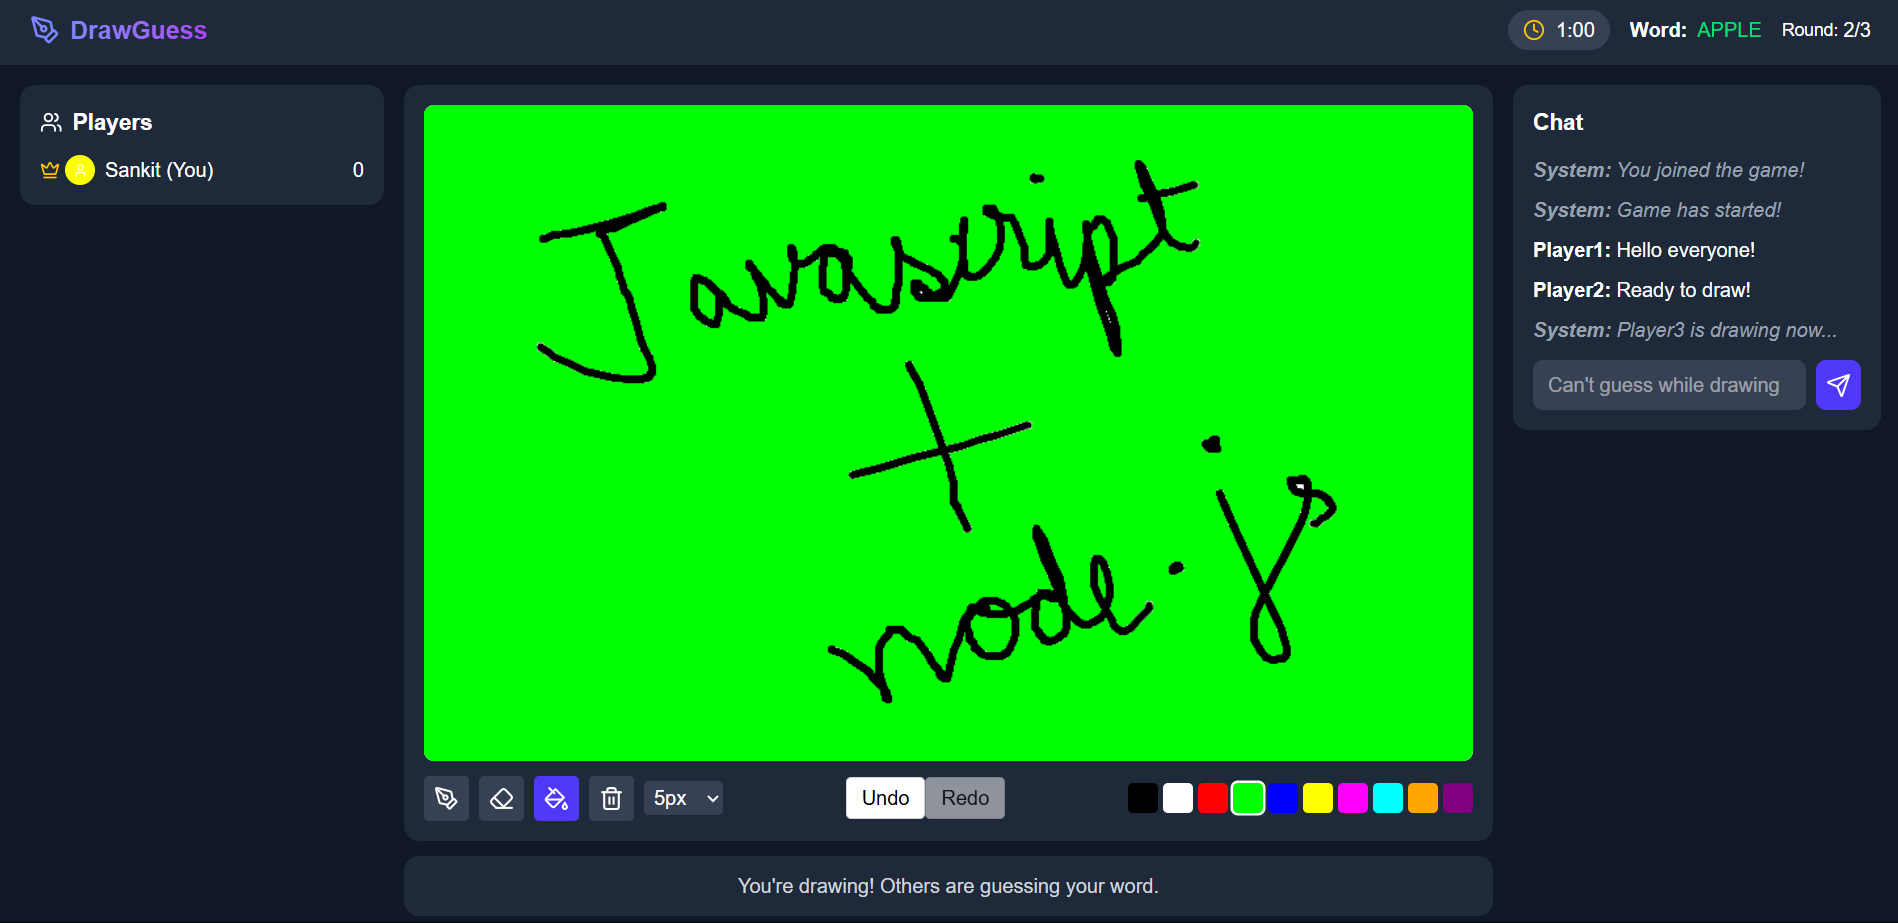 DrawGuess
1:00 Word: APPLE Round: 2/3
Players
Sankit (You) 0
Javascript
+
node.js
5px
Undo Redo
You're drawing! Others are guessing your word.
Chat
System: You joined the game!
System: Game has started!
Player1: Hello everyone!
Player2: Ready to draw!
System: Player3 is drawing now...
Can't guess while drawing